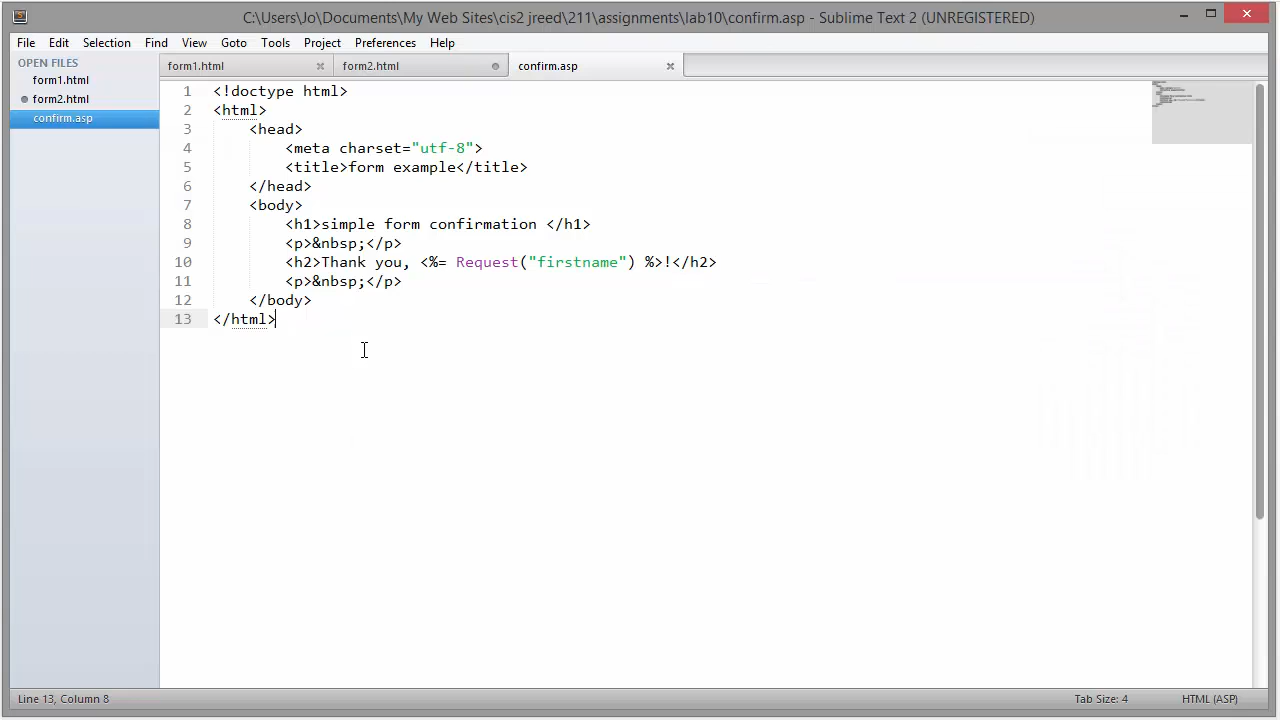 C:\Users\Jo\Documents\My Web Sites\cis2 jreed\211\assignments\lab10\confirm.asp - Sublime Text 2 (UNREGISTERED)
File Edit Selection Find View Goto Tools Project Preferences Help
OPEN FILES
form1.html
form2.html
confirm.asp
form1.html form2.html confirm.asp
1 <!doctype html>
2 <html>
3 <head>
4 <meta charset="utf-8">
5 <title>form example</title>
6 </head>
7 <body>
8 <h1>simple form confirmation </h1>
9 <p>&nbsp;</p>
10 <h2>Thank you, <%= Request("firstname") %>!</h2>
11 <p>&nbsp;</p>
12 </body>
13 </html>
Line 13, Column 8 Tab Size: 4 HTML (ASP)